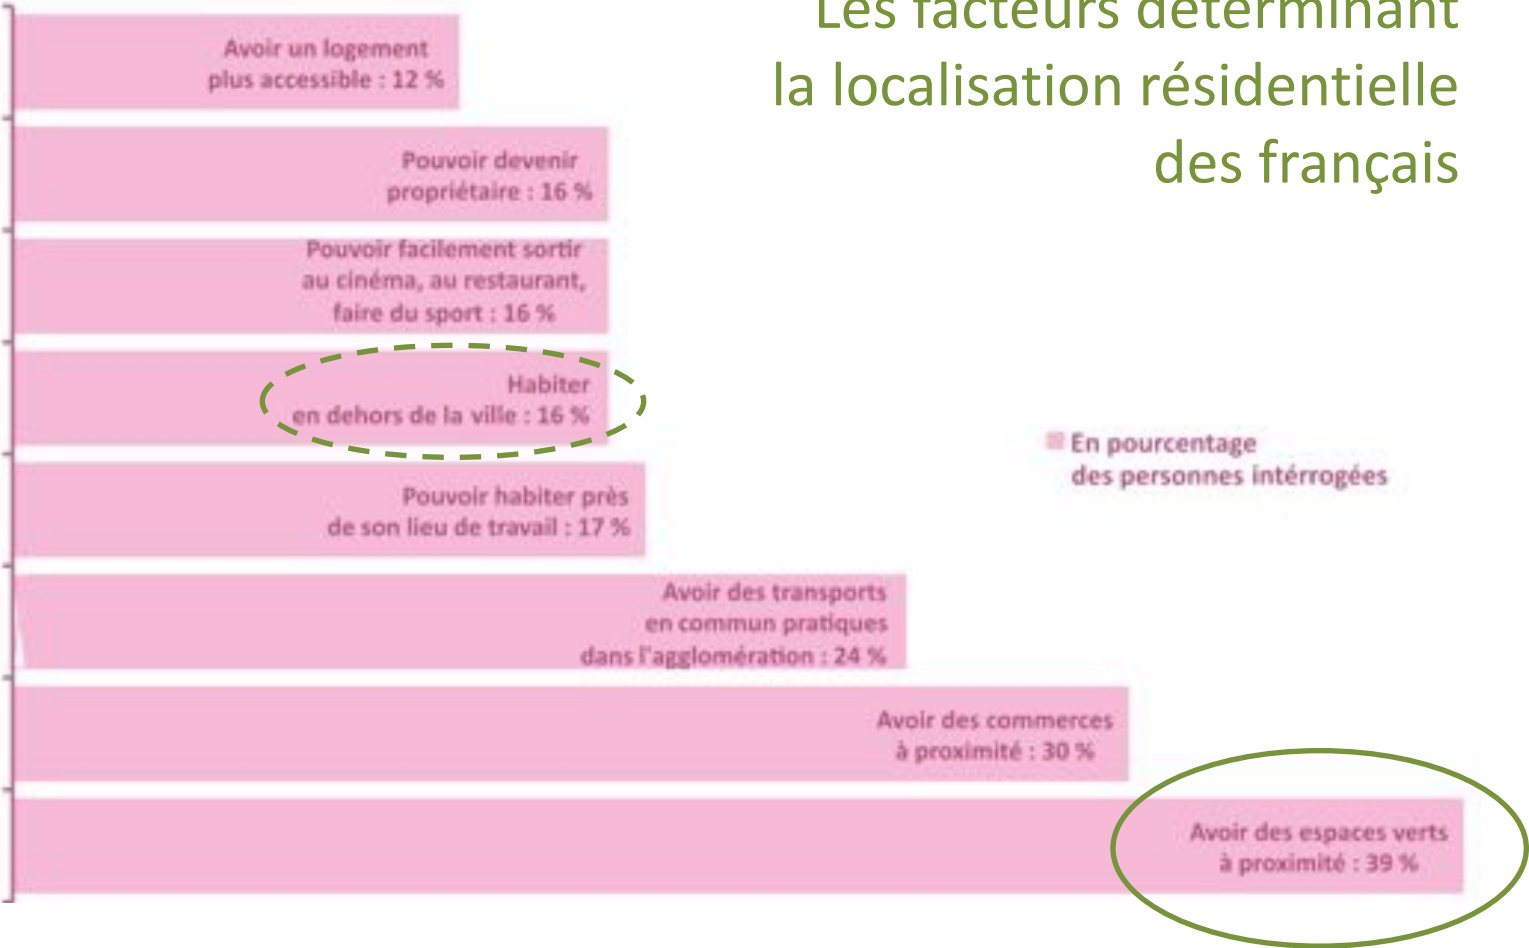 Les facteurs déterminant
la localisation résidentielle
des français
Avoir un logement
plus accessible : 12 %
Pouvoir devenir
propriétaire : 16 %
Pouvoir facilement sortir
au cinéma, au restaurant,
faire du sport : 16 %
Habiter
en dehors de la ville : 16 %
Pouvoir habiter près
de son lieu de travail : 17 %
Avoir des transports
en commun pratiques
dans l'agglomération : 24 %
Avoir des commerces
à proximité : 30 %
Avoir des espaces verts
à proximité : 39 %
En pourcentage
des personnes intérrogées